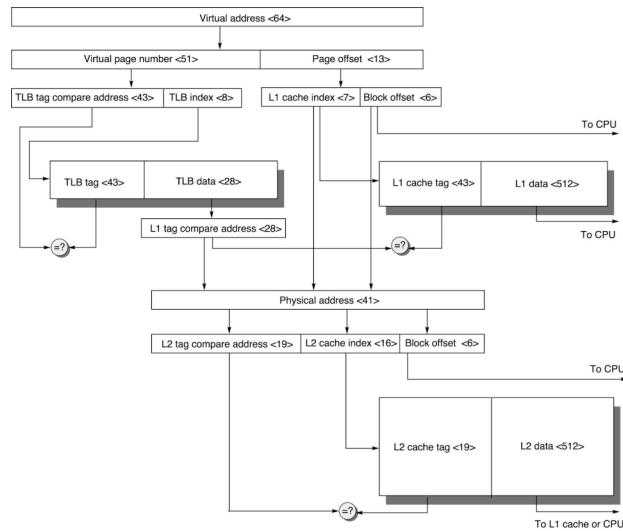 Virtual address <64>
Virtual page number <51> Page offset <13>
TLB tag compare address <43> TLB index <8> L1 cache index <7> Block offset <6>
To CPU
TLB tag <43> TLB data <28> L1 cache tag <43> L1 data <512>
L1 tag compare address <28> To CPU
=? =?
Physical address <41>
L2 tag compare address <19> L2 cache index <16> Block offset <6>
To CPU
L2 cache tag <19> L2 data <512>
=?
To L1 cache or CPU